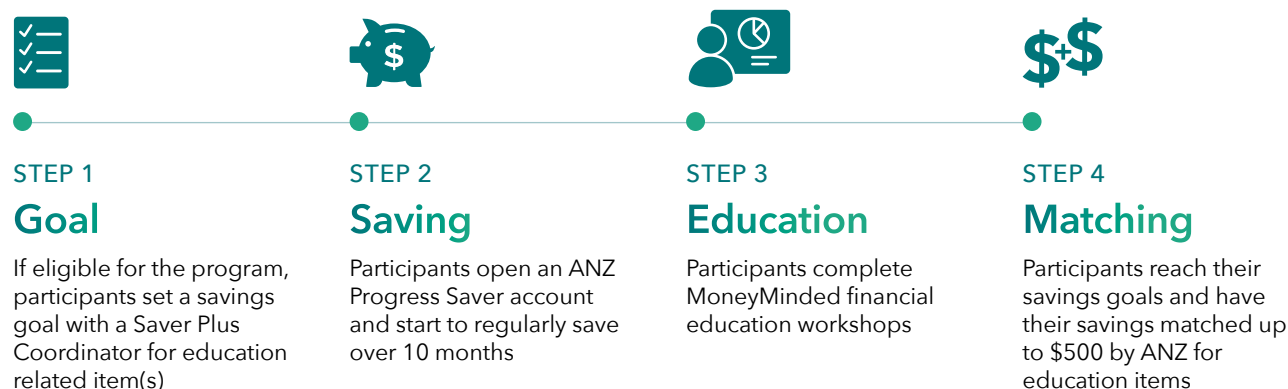 STEP 1
Goal
If eligible for the program,
participants set a savings
goal with a Saver Plus
Coordinator for education
related item(s)
STEP 2
Saving
Participants open an ANZ
Progress Saver account
and start to regularly save
over 10 months
STEP 3
Education
Participants complete
MoneyMinded financial
education workshops
STEP 4
Matching
Participants reach their
savings goals and have
their savings matched up
to $500 by ANZ for
education items
$
$+$